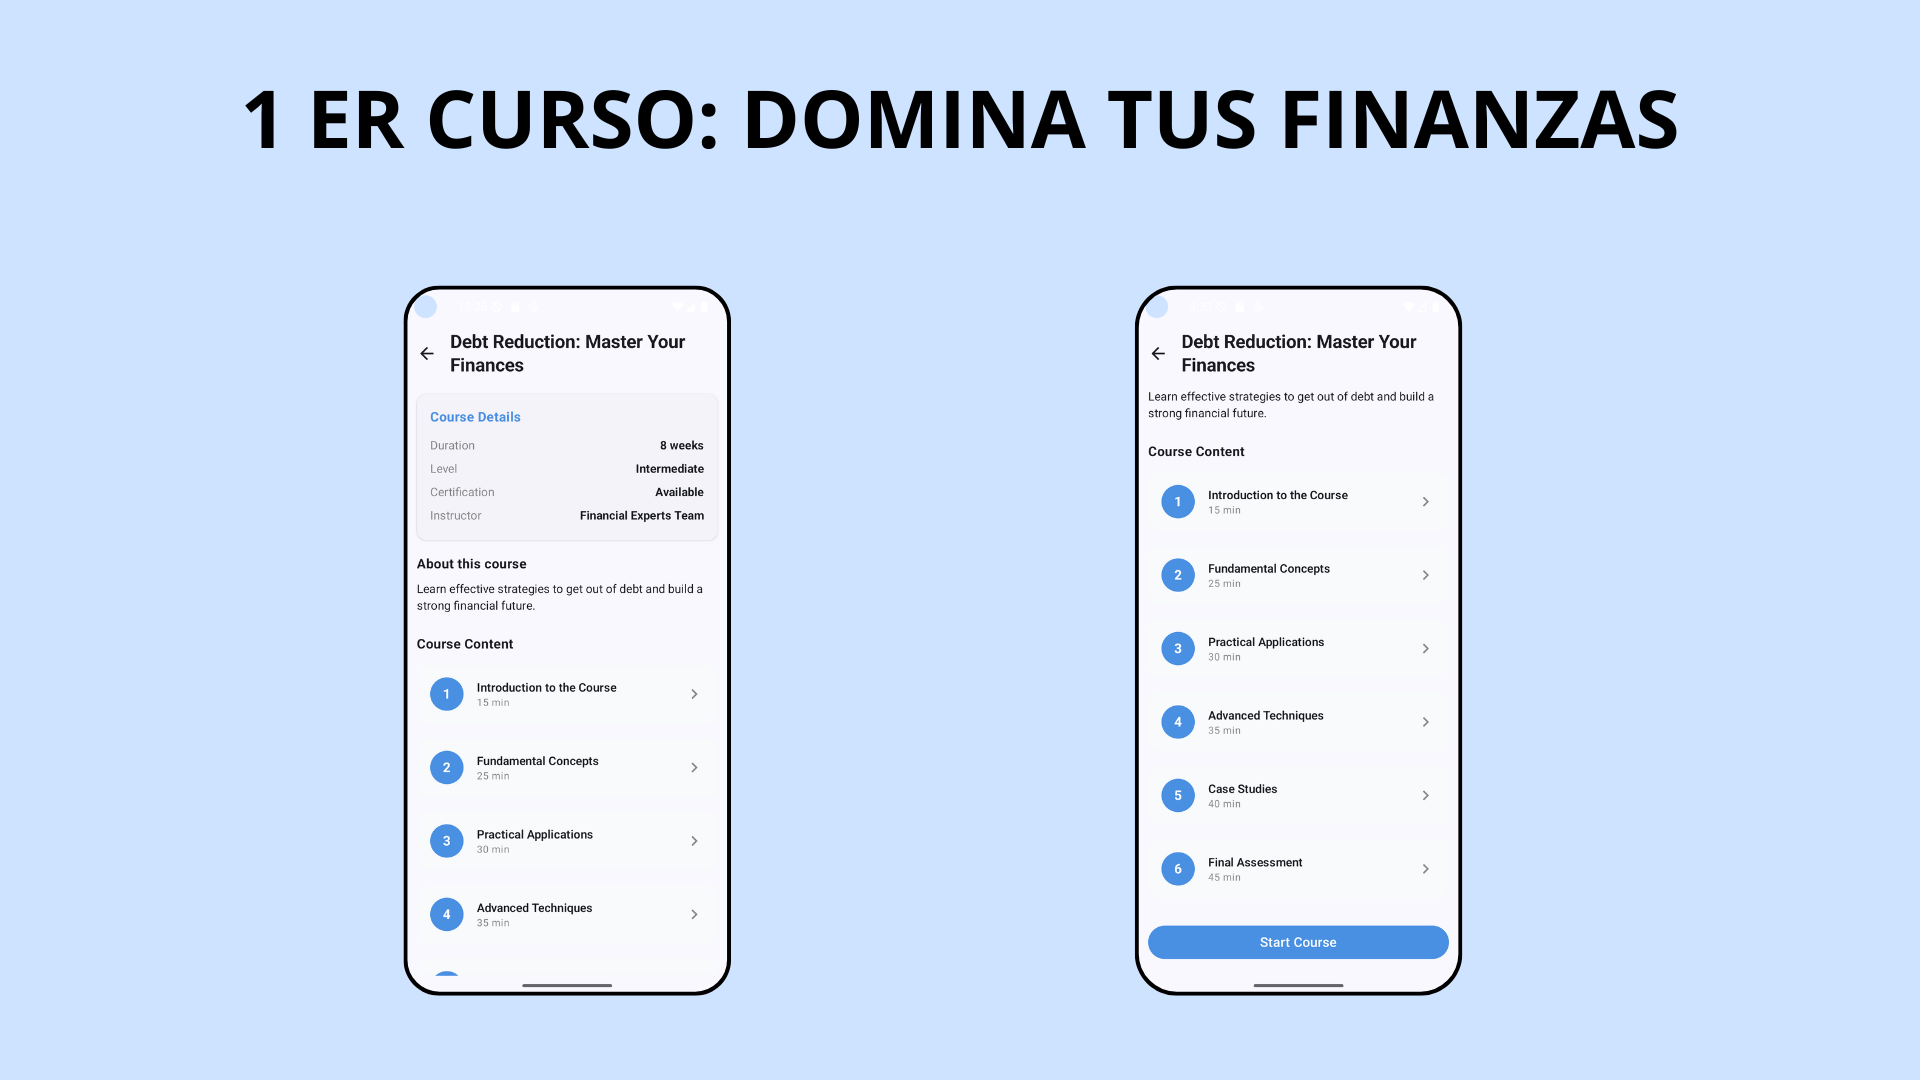 1 ER CURSO: DOMINA TUS FINANZAS
Debt Reduction: Master Your
Finances
Course Details
Duration 8 weeks
Level Intermediate
Certification Available
Instructor Financial Experts Team
About this course
Learn effective strategies to get out of debt and build a
strong financial future.
Course Content
1 Introduction to the Course
15 min
2 Fundamental Concepts
25 min
3 Practical Applications
30 min
4 Advanced Techniques
35 min
Debt Reduction: Master Your
Finances
Learn effective strategies to get out of debt and build a
strong financial future.
Course Content
1 Introduction to the Course
15 min
2 Fundamental Concepts
25 min
3 Practical Applications
30 min
4 Advanced Techniques
35 min
5 Case Studies
40 min
6 Final Assessment
45 min
Start Course